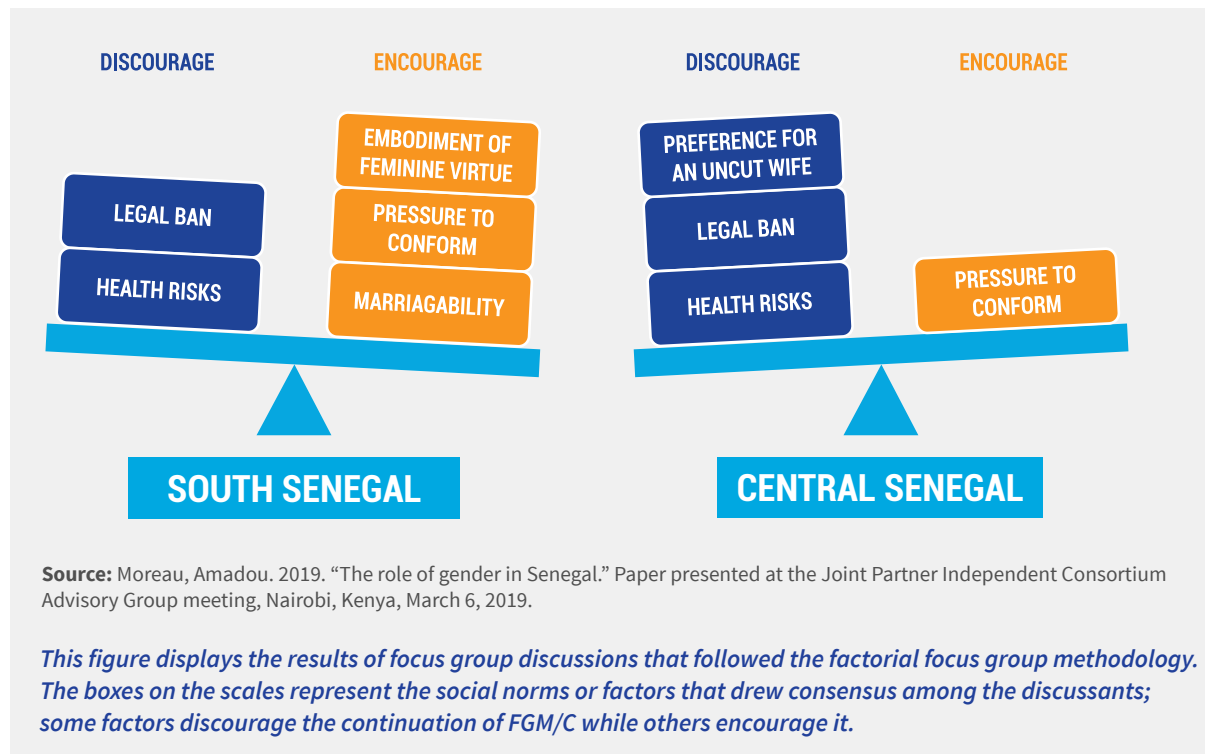 DISCOURAGE
ENCOURAGE
EMBODIMENT OF
FEMININE VIRTUE
LEGAL BAN
PRESSURE TO
CONFORM
HEALTH RISKS
MARRIAGABILITY
SOUTH SENEGAL
DISCOURAGE
ENCOURAGE
PREFERENCE FOR
AN UNCUT WIFE
LEGAL BAN
HEALTH RISKS
PRESSURE TO
CONFORM
CENTRAL SENEGAL
Source: Moreau, Amadou. 2019. “The role of gender in Senegal.” Paper presented at the Joint Partner Independent Consortium
Advisory Group meeting, Nairobi, Kenya, March 6, 2019.
This figure displays the results of focus group discussions that followed the factorial focus group methodology.
The boxes on the scales represent the social norms or factors that drew consensus among the discussants;
some factors discourage the continuation of FGM/C while others encourage it.